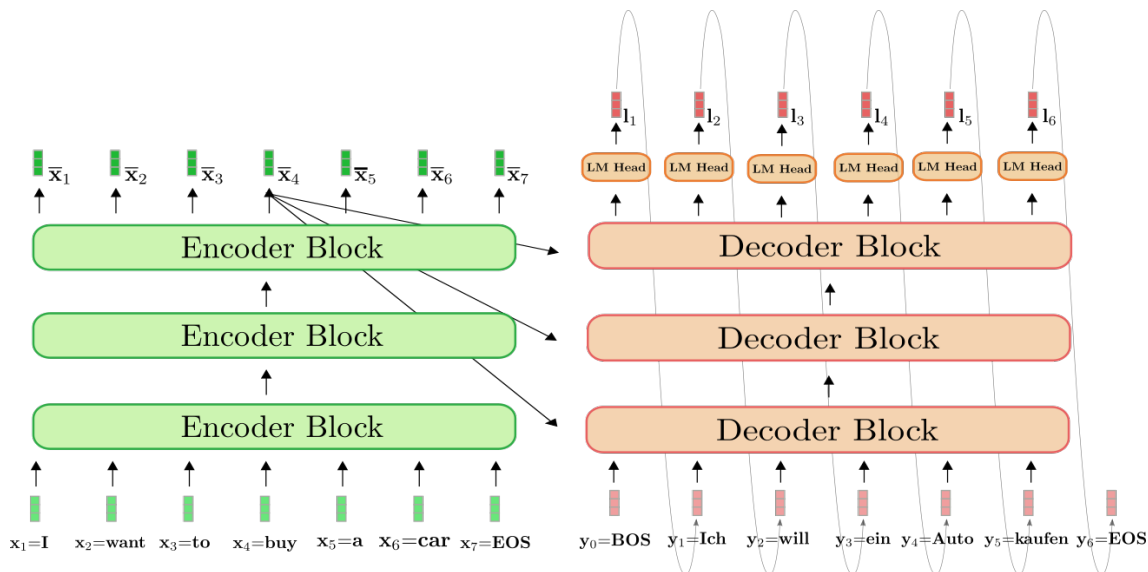 l₁ l₂ l₃ l₄ l₅ l₆
x̅₁ x̅₂ x̅₃ x̅₄ x̅₅ x̅₆ x̅₇
LM Head LM Head LM Head LM Head LM Head LM Head
Encoder Block
Decoder Block
Encoder Block
Decoder Block
Encoder Block
Decoder Block
x₁=I x₂=want x₃=to x₄=buy x₅=a x₆=car x₇=EOS
y₀=BOS y₁=Ich y₂=will y₃=ein y₄=Auto y₅=kaufen y₆=EOS